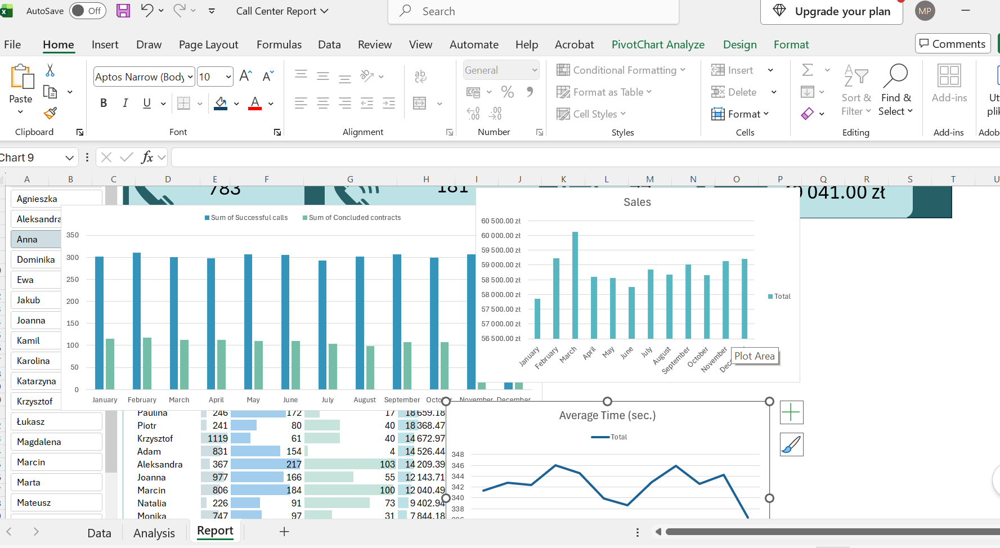 AutoSave Off Call Center Report Search Upgrade your plan MP
File Home Insert Draw Page Layout Formulas Data Review View Automate Help Acrobat PivotChart Analyze Design Format Comments
Paste
Clipboard
Aptos Narrow (Body 10
B I U A
Font
ab
Alignment
General
%
Number
Conditional Formatting
Format as Table
Cell Styles
Styles
Insert
Delete
Format
Cells
Sort & Filter
Find & Select
Editing
Add-ins
Add-ins
Chart 9 fx
A B C D E F G H I J K L M N O P Q R S T U
783
181
9 041.00 zł
Agnieszka
Aleksandra
Anna
Dominika
Ewa
Jakub
Joanna
Kamil
Karolina
Katarzyna
Krzysztof
Łukasz
Magdalena
Marcin
Marta
Mateusz
Sum of Successful calls Sum of Concluded contracts
350
300
250
200
150
100
50
0
January February March April May June July August September November December
Sales
60 500.00 zł
60 000.00 zł
59 500.00 zł
59 000.00 zł
58 500.00 zł
58 000.00 zł
57 500.00 zł
57 000.00 zł
56 500.00 zł
January February March April May June July August September October November
Total
Plot Area
Paulina 246 172 17 18 659.18
Piotr 241 80 40 18 368.47
Krzysztof 1119 61 40 14 672.97
Adam 831 154 4 14 526.44
Aleksandra 367 217 103 14 209.39
Joanna 977 166 55 12 143.71
Marcin 806 184 100 12 040.49
Natalia 226 91 73 9 402.94
Monika 747 97 31 7 844.18
Average Time (sec.)
Total
348
346
344
342
340
338
Data Analysis Report